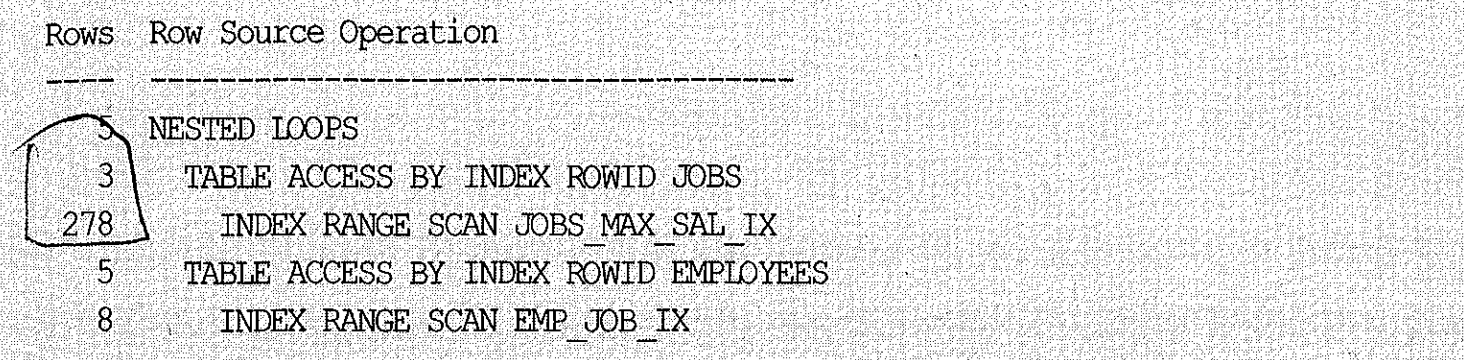 Rows Row Source Operation
---- ---------------------------------------
5 NESTED LOOPS
3 TABLE ACCESS BY INDEX ROWID JOBS
278 INDEX RANGE SCAN JOBS_MAX_SAL_IX
5 TABLE ACCESS BY INDEX ROWID EMPLOYEES
8 INDEX RANGE SCAN EMP_JOB_IX